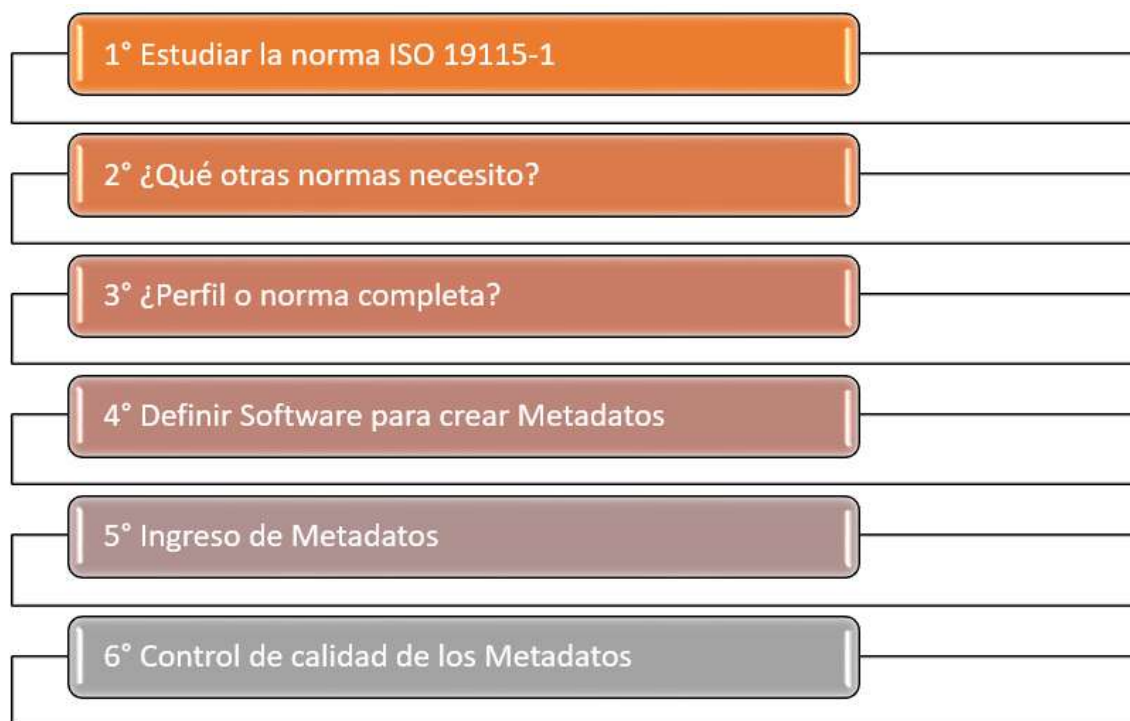 1° Estudiar la norma ISO 19115-1
2° ¿Qué otras normas necesito?
3° ¿Perfil o norma completa?
4° Definir Software para crear Metadatos
5° Ingreso de Metadatos
6° Control de calidad de los Metadatos